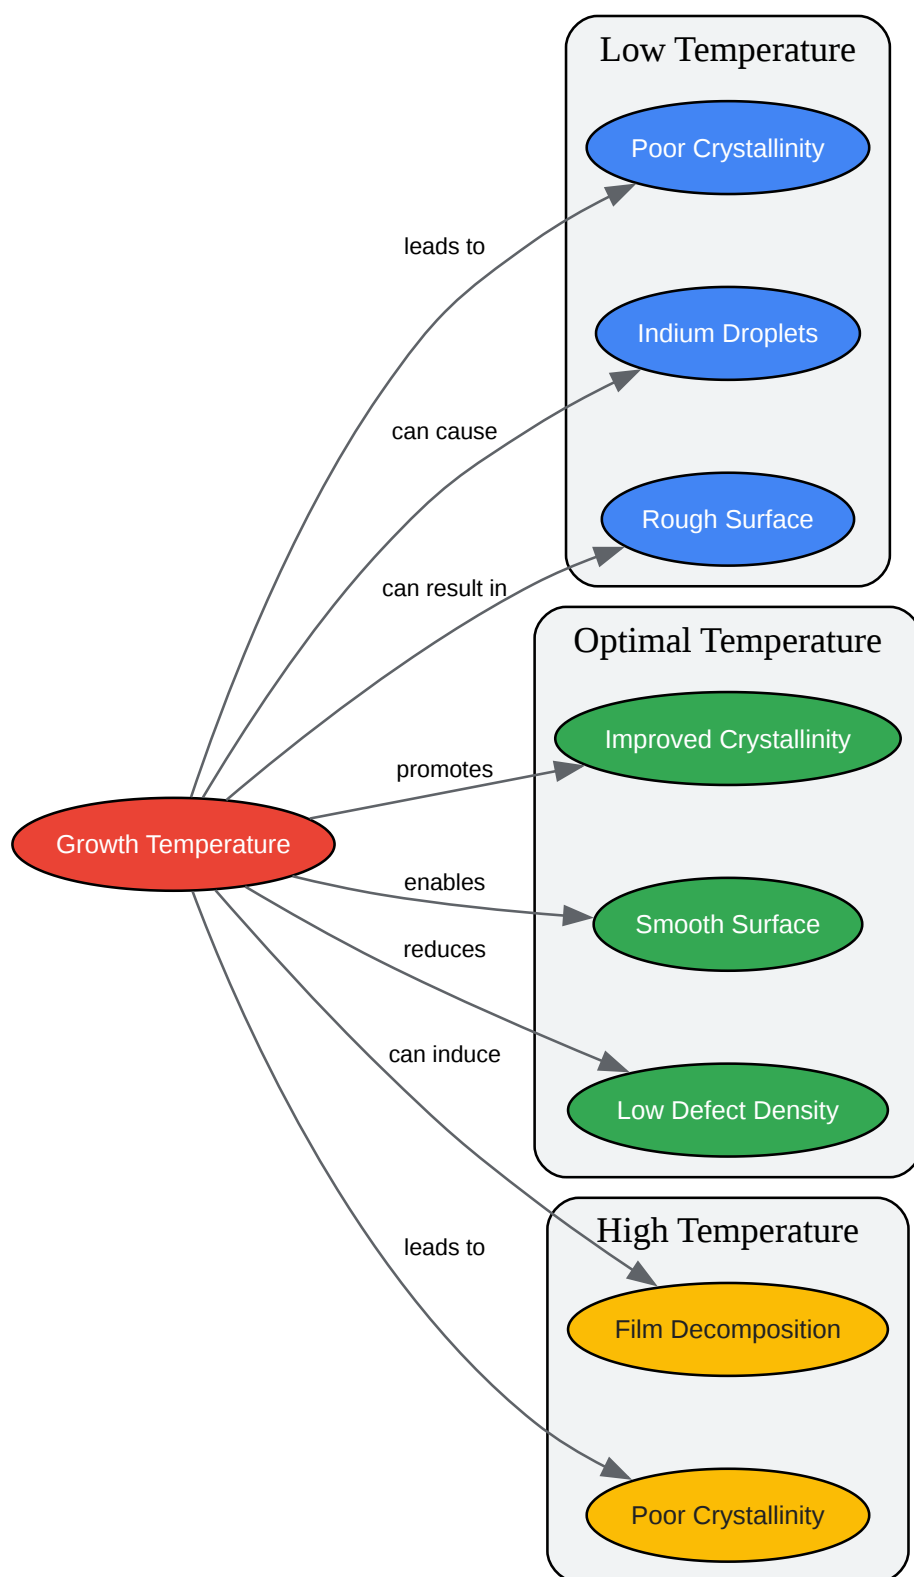 Low Temperature
Poor Crystallinity
leads to
Indium Droplets
can cause
Rough Surface
can result in
Optimal Temperature
Improved Crystallinity
promotes
Growth Temperature
enables
Smooth Surface
reduces
can induce
Low Defect Density
High Temperature
leads to
Film Decomposition
Poor Crystallinity